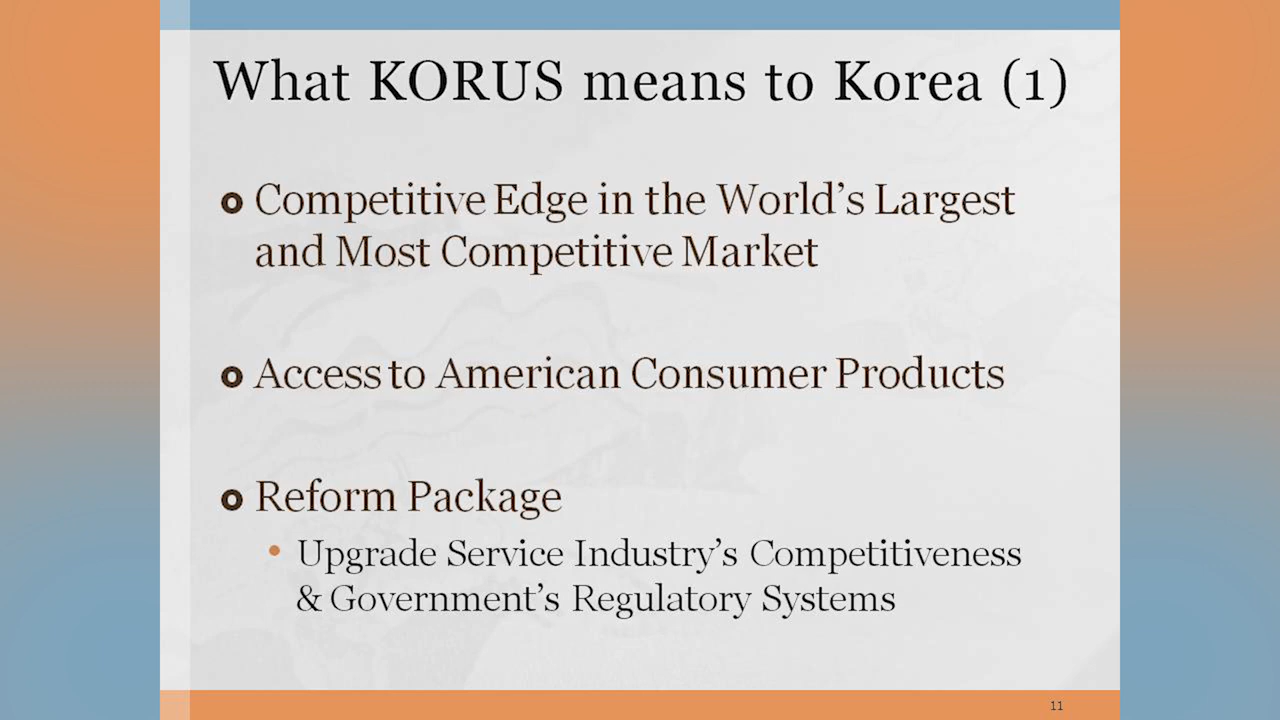 What KORUS means to Korea (1)
Competitive Edge in the World’s Largest
and Most Competitive Market
Access to American Consumer Products
Reform Package
Upgrade Service Industry’s Competitiveness
& Government’s Regulatory Systems
11